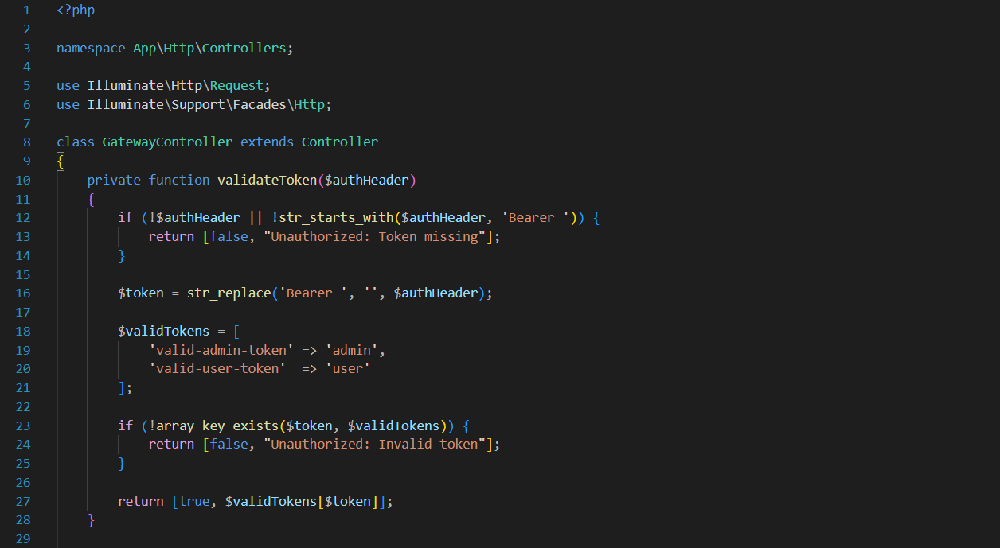 1 <?php
2
3 namespace App\Http\Controllers;
4
5 use Illuminate\Http\Request;
6 use Illuminate\Support\Facades\Http;
7
8 class GatewayController extends Controller
9 {
10     private function validateToken($authHeader)
11     {
12         if (!$authHeader || !str_starts_with($authHeader, 'Bearer ')) {
13             return [false, "Unauthorized: Token missing"];
14         }
15
16         $token = str_replace('Bearer ', '', $authHeader);
17
18         $validTokens = [
19             'valid-admin-token' => 'admin',
20             'valid-user-token'  => 'user'
21         ];
22
23         if (!array_key_exists($token, $validTokens)) {
24             return [false, "Unauthorized: Invalid token"];
25         }
26
27         return [true, $validTokens[$token]];
28     }
29